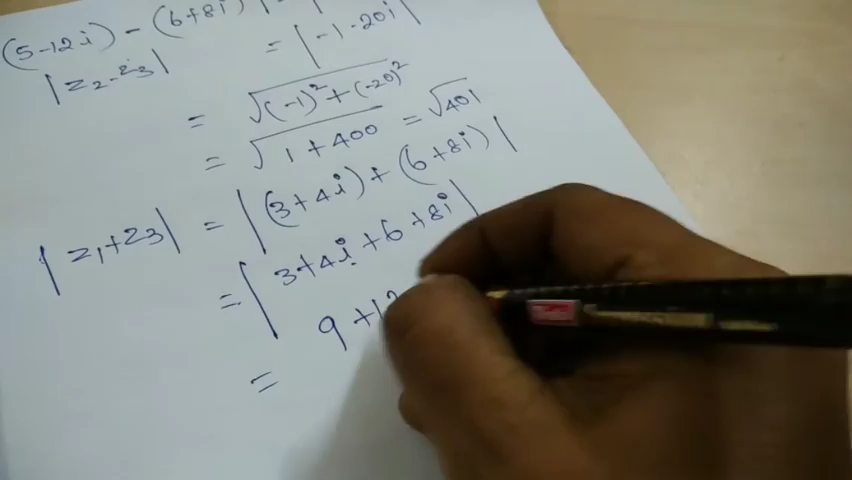 (5-12i) - (6+8i)|
|z₂-z₃| = |-1-20i|
= √(-1)²+(-20)²
= √1+400 = √401
|z₁+z₃| = |(3+4i)+(6+8i)|
= |3+4i+6+8i|
= 9+12